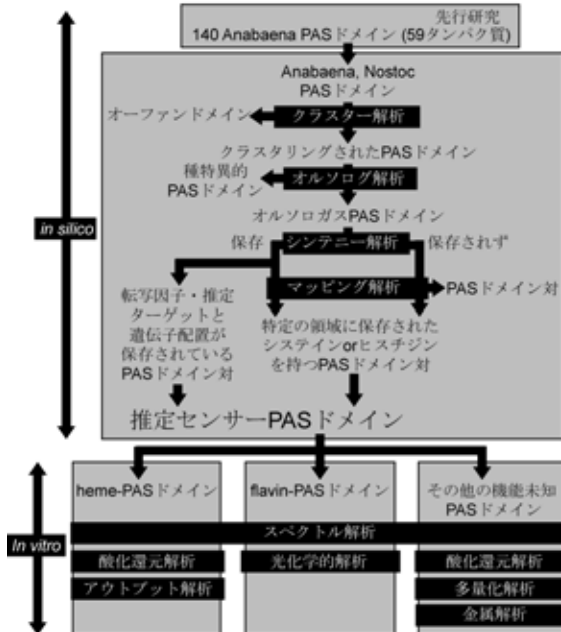 先行研究
140 Anabaena PASドメイン (59タンパク質)
Anabaena, Nostoc
PASドメイン
オーファンドメイン
クラスター解析
クラスタリングされたPASドメイン
種特異的
PASドメイン
オルソログ解析
オルソロガスPASドメイン
保存
シンテニー解析
保存されず
マッピング解析
PASドメイン対
転写因子・推定
ターゲットと
遺伝子配置が
保存されている
PASドメイン対
特定の領域に保存された
システインorヒスチジン
を持つPASドメイン対
推定センサーPASドメイン
in silico
heme-PASドメイン
flavin-PASドメイン
その他の機能未知
PASドメイン
スペクトル解析
酸化還元解析
光化学的解析
酸化還元解析
アウトプット解析
多量化解析
金属解析
In vitro